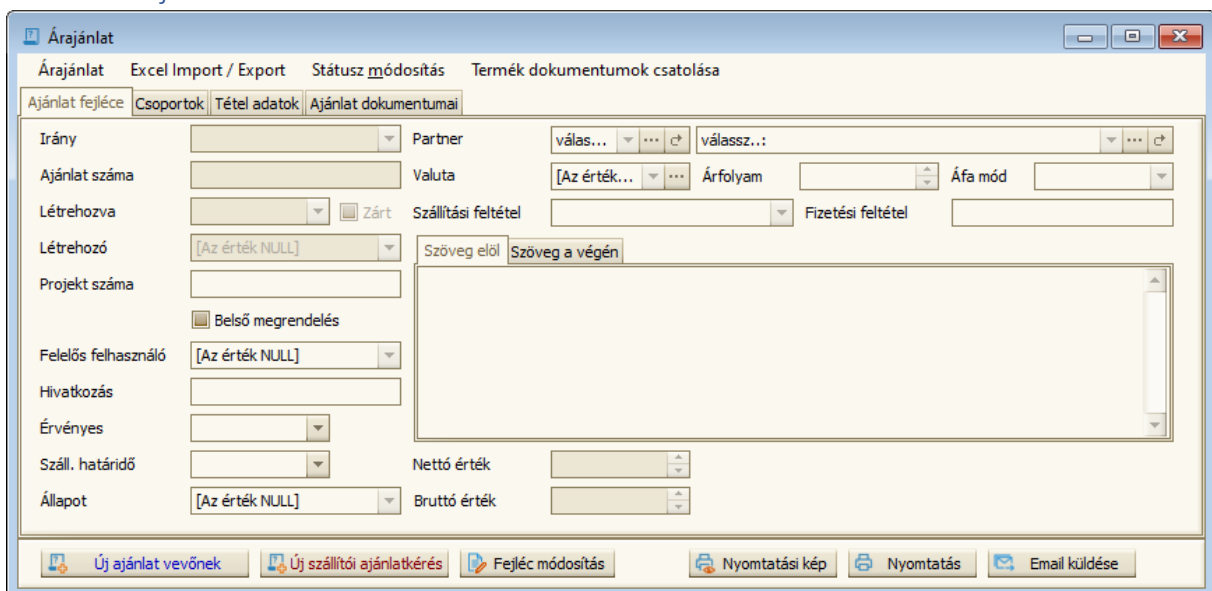 Árajánlat
Árajánlat Excel Import / Export Státusz módosítás Termék dokumentumok csatolása
Ajánlat fejléce Csoportok Tétel adatok Ajánlat dokumentumai
Irány Partner válas... válassz..:
Ajánlat száma Valuta [Az érték... Árfolyam Áfa mód
Létrehozva Zárt Szállítási feltétel Fizetési feltétel
Létrehozó [Az érték NULL] Szöveg elöl Szöveg a végén
Projekt száma
Belső megrendelés
Felelős felhasználó [Az érték NULL]
Hivatkozás
Érvényes
Száll. határidő Nettó érték
Állapot [Az érték NULL] Bruttó érték
Új ajánlat vevőnek Új szállítói ajánlatkérés Fejléc módosítás Nyomtatási kép Nyomtatás Email küldése